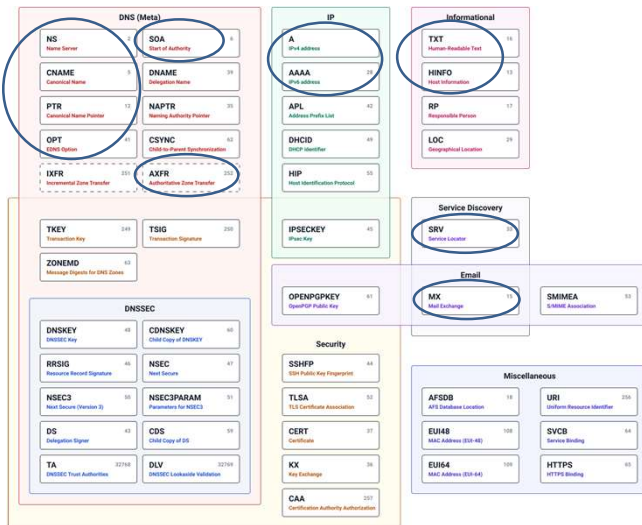 DNS (Meta)
NS 2
Name Server
SOA 6
Start of Authority
CNAME 5
Canonical Name
DNAME 39
Delegation Name
PTR 12
Canonical Name Pointer
NAPTR 35
Naming Authority Pointer
OPT 41
EDNS Option
CSYNC 62
Child-to-Parent Synchronization
IXFR 251
Incremental Zone Transfer
AXFR 252
Authoritative Zone Transfer
TKEY 249
Transaction Key
TSIG 250
Transaction Signature
ZONEMD 63
Message Digests for DNS Zones
DNSSEC
DNSKEY 48
DNSSEC Key
CDNSKEY 60
Child Copy of DNSKEY
RRSIG 46
Resource Record Signature
NSEC 47
Next Secure
NSEC3 50
Next Secure (Version 3)
NSEC3PARAM 51
Parameters for NSEC3
DS 43
Delegation Signer
CDS 59
Child Copy of DS
TA 32768
DNSSEC Trust Authorities
DLV 32769
DNSSEC Lookaside Validation
IP
A
IPv4 address
AAAA 28
IPv6 address
APL 42
Address Prefix List
DHCID 49
DHCP identifier
HIP 55
Host Identification Protocol
IPSECKEY 45
IPsec Key
Informational
TXT 16
Human-Readable Text
HINFO 13
Host Information
RP 17
Responsible Person
LOC 29
Geographical Location
Service Discovery
SRV 33
Service Locator
Email
OPENPGPKEY 61
OpenPGP Public Key
MX 15
Mail Exchange
SMIMEA 53
S/MIME Association
Security
SSHFP 44
SSH Public Key Fingerprint
TLSA 52
TLS Certificate Association
CERT 37
Certificate
KX 36
Key Exchange
CAA 257
Certification Authority Authorization
Miscellaneous
AFSDB 18
AFS Database Location
URI 256
Uniform Resource Identifier
EUI48 108
MAC Address (EUI-48)
SVCB 64
Service Binding
EUI64 109
MAC Address (EUI-64)
HTTPS 65
HTTPS Binding